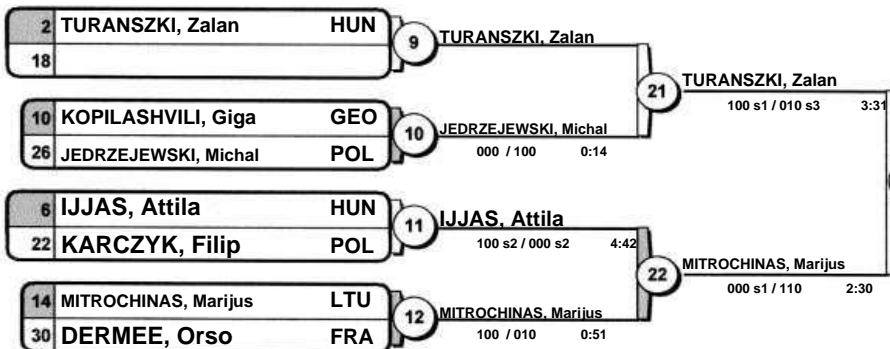 2 TURANSZKI, Zalan HUN
18
9
TURANSZKI, Zalan
10 KOPILASHVILI, Giga GEO
26 JEDRZEJEWSKI, Michal POL
10
JEDRZEJEWSKI, Michal
000 / 100 0:14
21
TURANSZKI, Zalan
100 s1 / 010 s3 3:31
6 IJJAS, Attila HUN
22 KARCZYK, Filip POL
11
IJJAS, Attila
100 s2 / 000 s2 4:42
14 MITROCHINAS, Marijus LTU
30 DERMEE, Orso FRA
12
MITROCHINAS, Marijus
100 / 010 0:51
22
MITROCHINAS, Marijus
000 s1 / 110 2:30